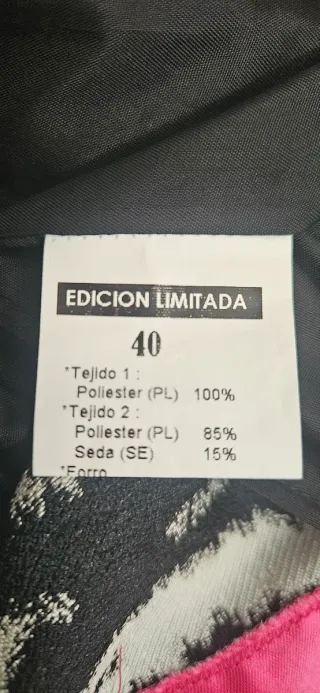 EDICION LIMITADA
40
*Tejido 1 :
Poliester (PL) 100%
*Tejido 2 :
Poliester (PL) 85%
Seda (SE) 15%
*Forro